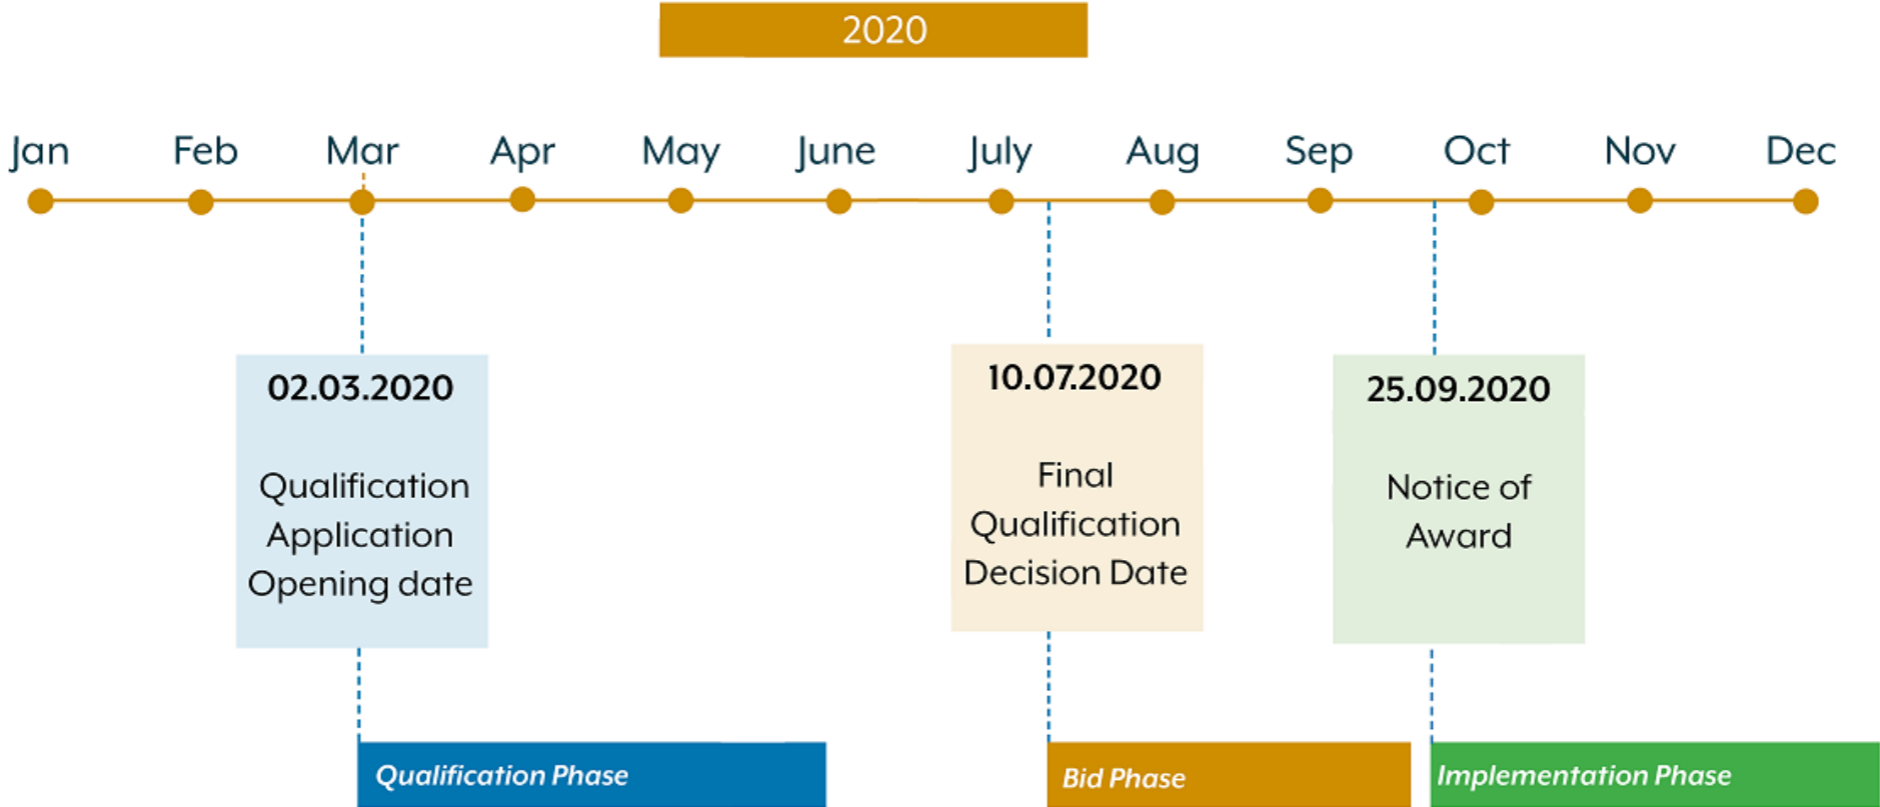 2020
Jan Feb Mar Apr May June July Aug Sep Oct Nov Dec
02.03.2020
Qualification
Application
Opening date
10.07.2020
Final
Qualification
Decision Date
25.09.2020
Notice of
Award
Qualification Phase
Bid Phase
Implementation Phase